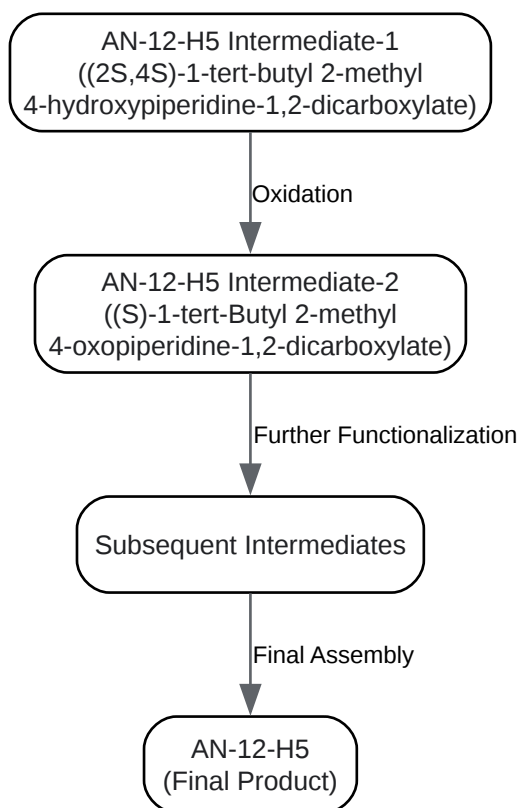 AN-12-H5 Intermediate-1
((2S,4S)-1-tert-butyl 2-methyl
4-hydroxypiperidine-1,2-dicarboxylate)
Oxidation
AN-12-H5 Intermediate-2
((S)-1-tert-Butyl 2-methyl
4-oxopiperidine-1,2-dicarboxylate)
Further Functionalization
Subsequent Intermediates
Final Assembly
AN-12-H5
(Final Product)